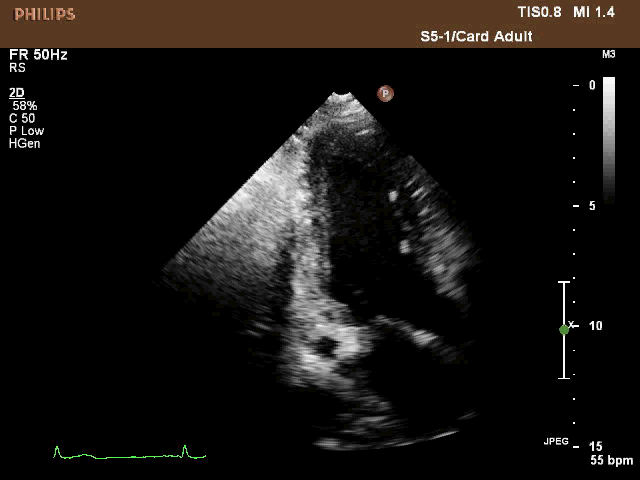 PHILIPS
TIS0.8 MI 1.4
S5-1/Card Adult
FR 50Hz
RS
2D
58%
C 50
P Low
HGen
P
M3
0
5
X
10
JPEG
15
55 bpm